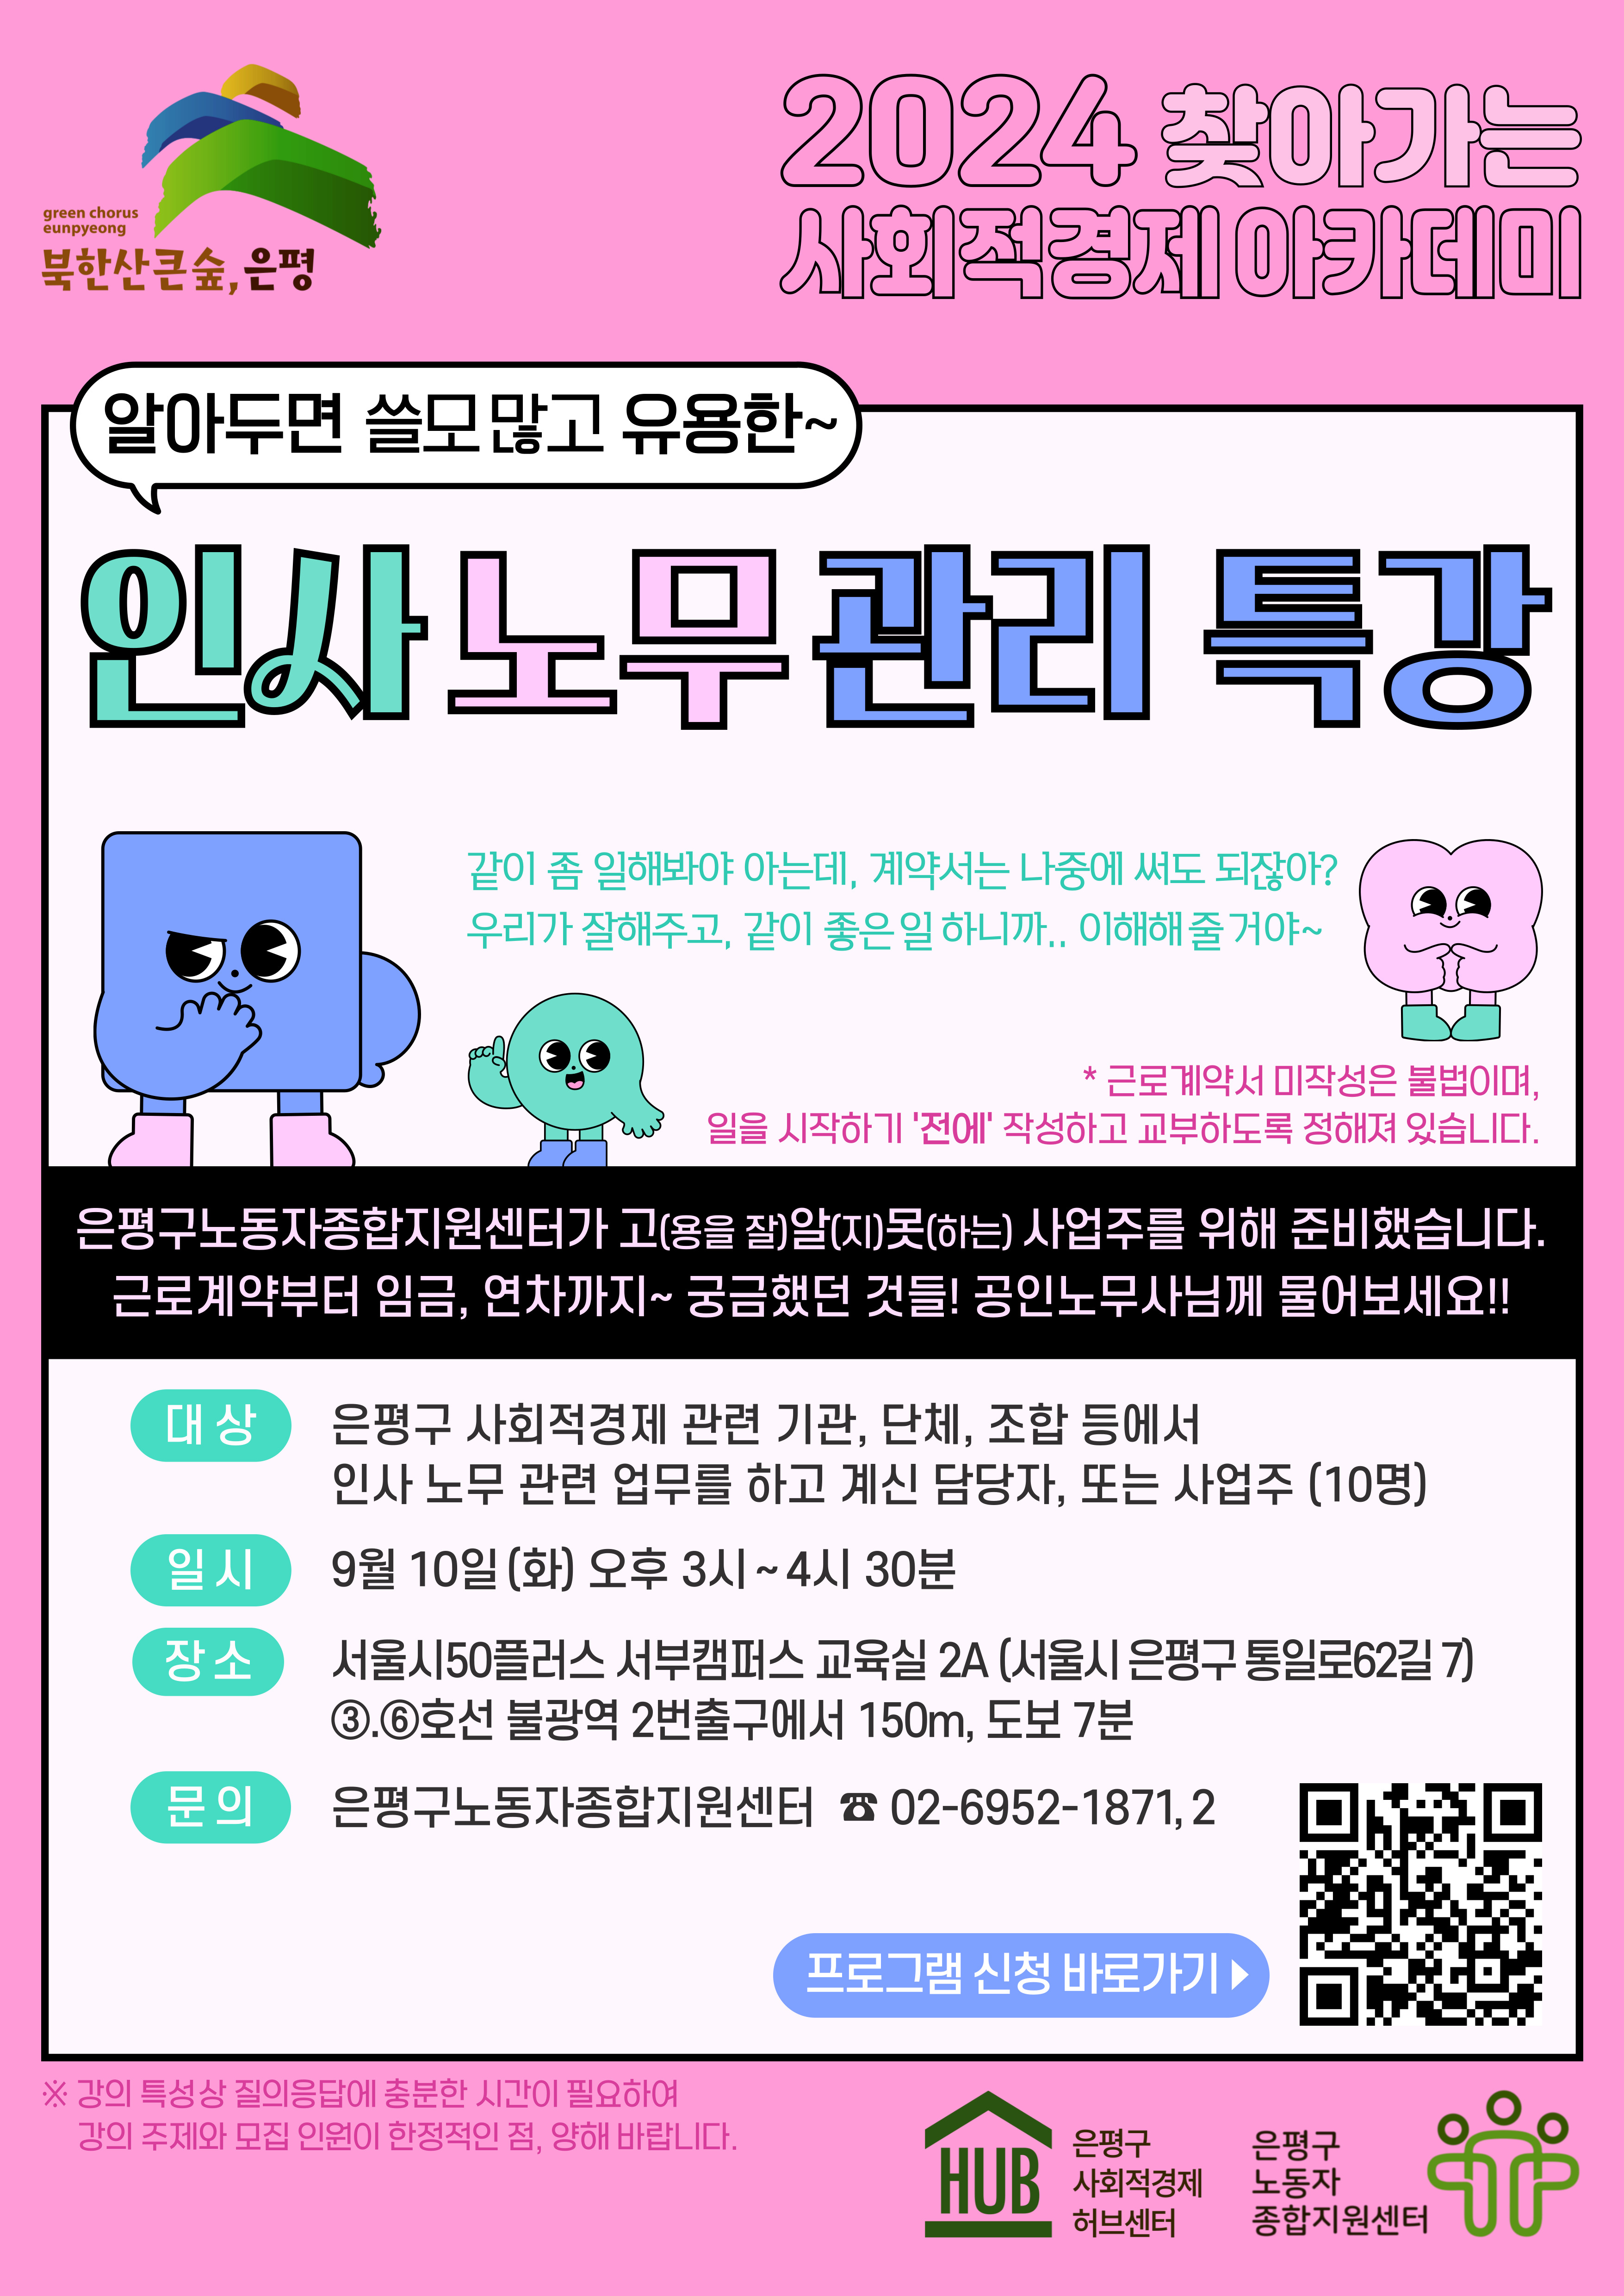 green chorus
eunpyeong
북한산큰숲, 은평
2024 찾아가는
사회적경제 아카데미
알아두면 쓸모많고 유용한~
인사 노무 관리 특강
같이 좀 일해봐야 아는데, 계약서는 나중에 써도 되잖아?
우리가 잘해주고, 같이 좋은 일 하니까.. 이해해 줄 거야~
* 근로계약서 미작성은 불법이며,
일을 시작하기 '전에' 작성하고 교부하도록 정해져 있습니다.
은평구노동자종합지원센터가 고(용을 잘)알(지)못(하는) 사업주를 위해 준비했습니다.
근로계약부터 임금, 연차까지~ 궁금했던 것들! 공인노무사님께 물어보세요!!
대 상
은평구 사회적경제 관련 기관, 단체, 조합 등에서
인사 노무 관련 업무를 하고 계신 담당자, 또는 사업주 (10명)
일 시
9월 10일 (화) 오후 3시 ~ 4시 30분
장 소
서울시50플러스 서부캠퍼스 교육실 2A (서울시 은평구 통일로62길 7)
③.⑥호선 불광역 2번출구에서 150m, 도보 7분
문 의
은평구노동자종합지원센터 ☎ 02-6952-1871, 2
프로그램 신청 바로가기
※ 강의 특성상 질의응답에 충분한 시간이 필요하여
강의 주제와 모집 인원이 한정적인 점, 양해 바랍니다.
HUB
은평구
사회적경제
허브센터
은평구
노동자
종합지원센터